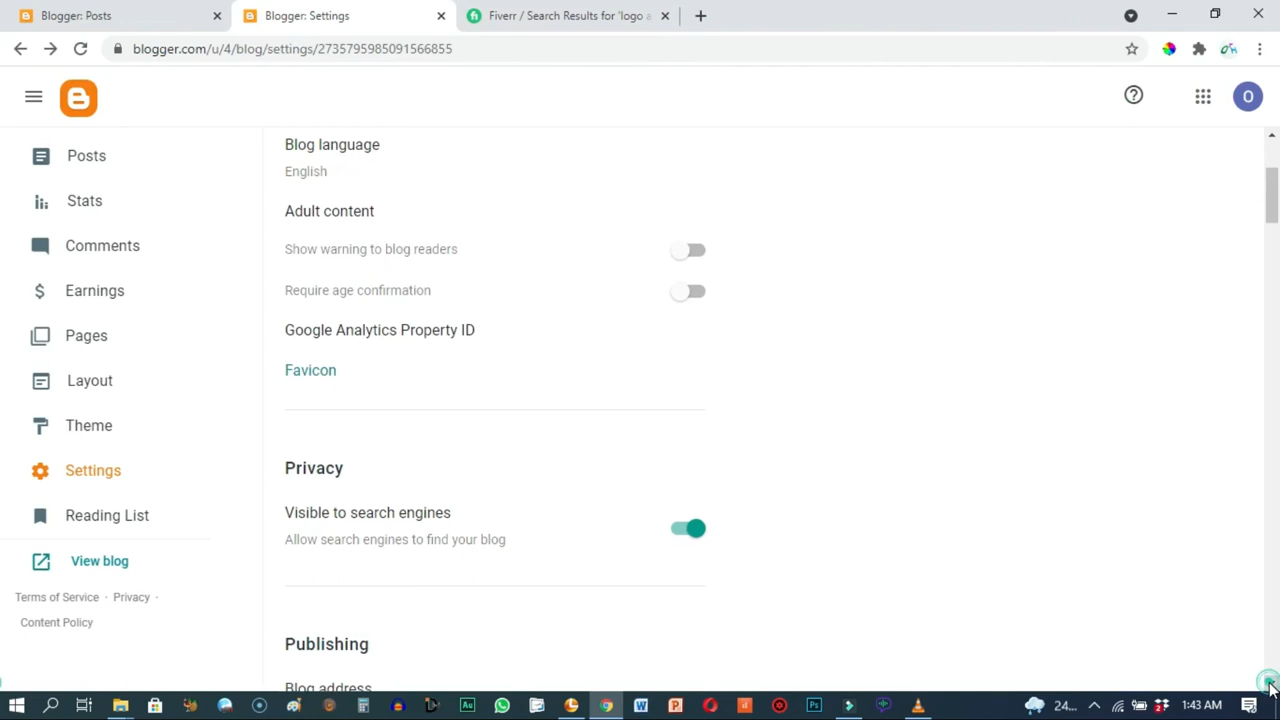 Blogger: Posts
Blogger: Settings
Fiverr / Search Results for 'logo a
blogger.com/u/4/blog/settings/2735795985091566855
O
Posts
Stats
Comments
Earnings
Pages
Layout
Theme
Settings
Reading List
View blog
Terms of Service · Privacy ·
Content Policy
Blog language
English
Adult content
Show warning to blog readers
Require age confirmation
Google Analytics Property ID
Favicon
Privacy
Visible to search engines
Allow search engines to find your blog
Publishing
Blog address
24... 1:43 AM